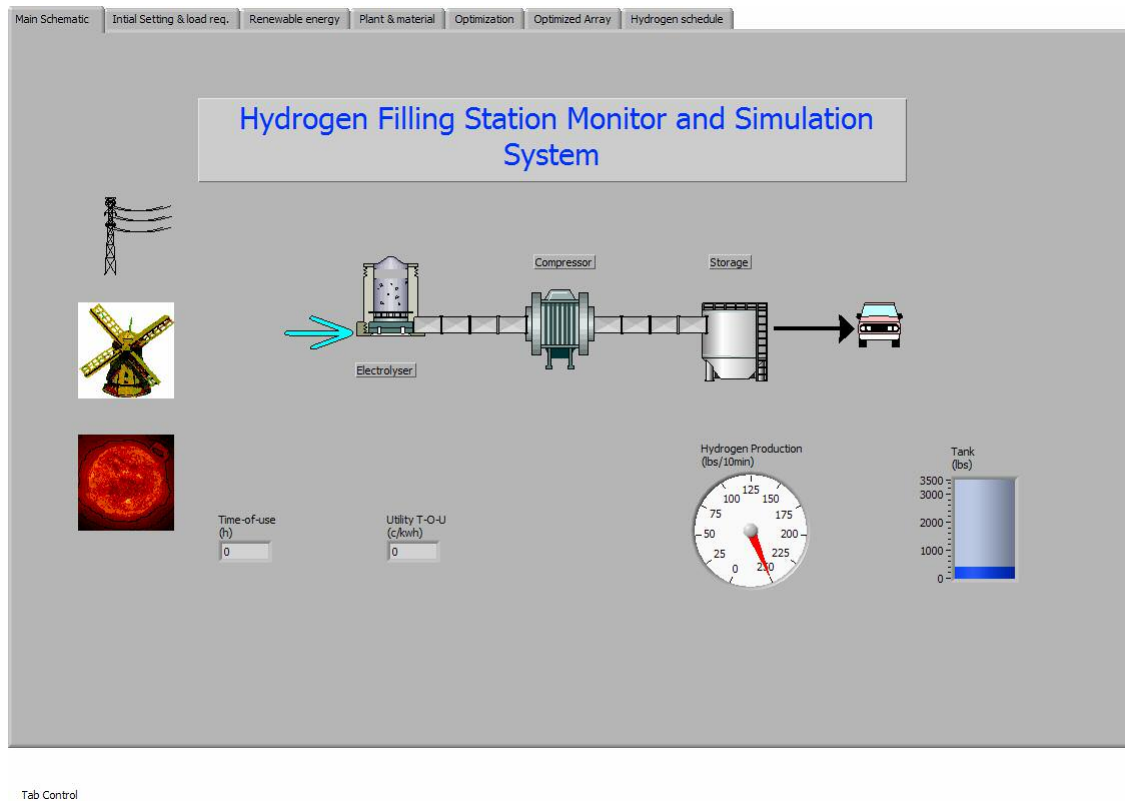 Main Schematic
Intial Setting & load req.
Renewable energy
Plant & material
Optimization
Optimized Array
Hydrogen schedule
Hydrogen Filling Station Monitor and Simulation
System
Compressor
Storage
Electrolyser
Time-of-use
(h)
0
Utility T-O-U
(c/kwh)
0
Hydrogen Production
(lbs/10min)
0
25
50
75
100
125
150
175
200
225
250
Tank
(lbs)
3500
3000
2000
1000
0
Tab Control